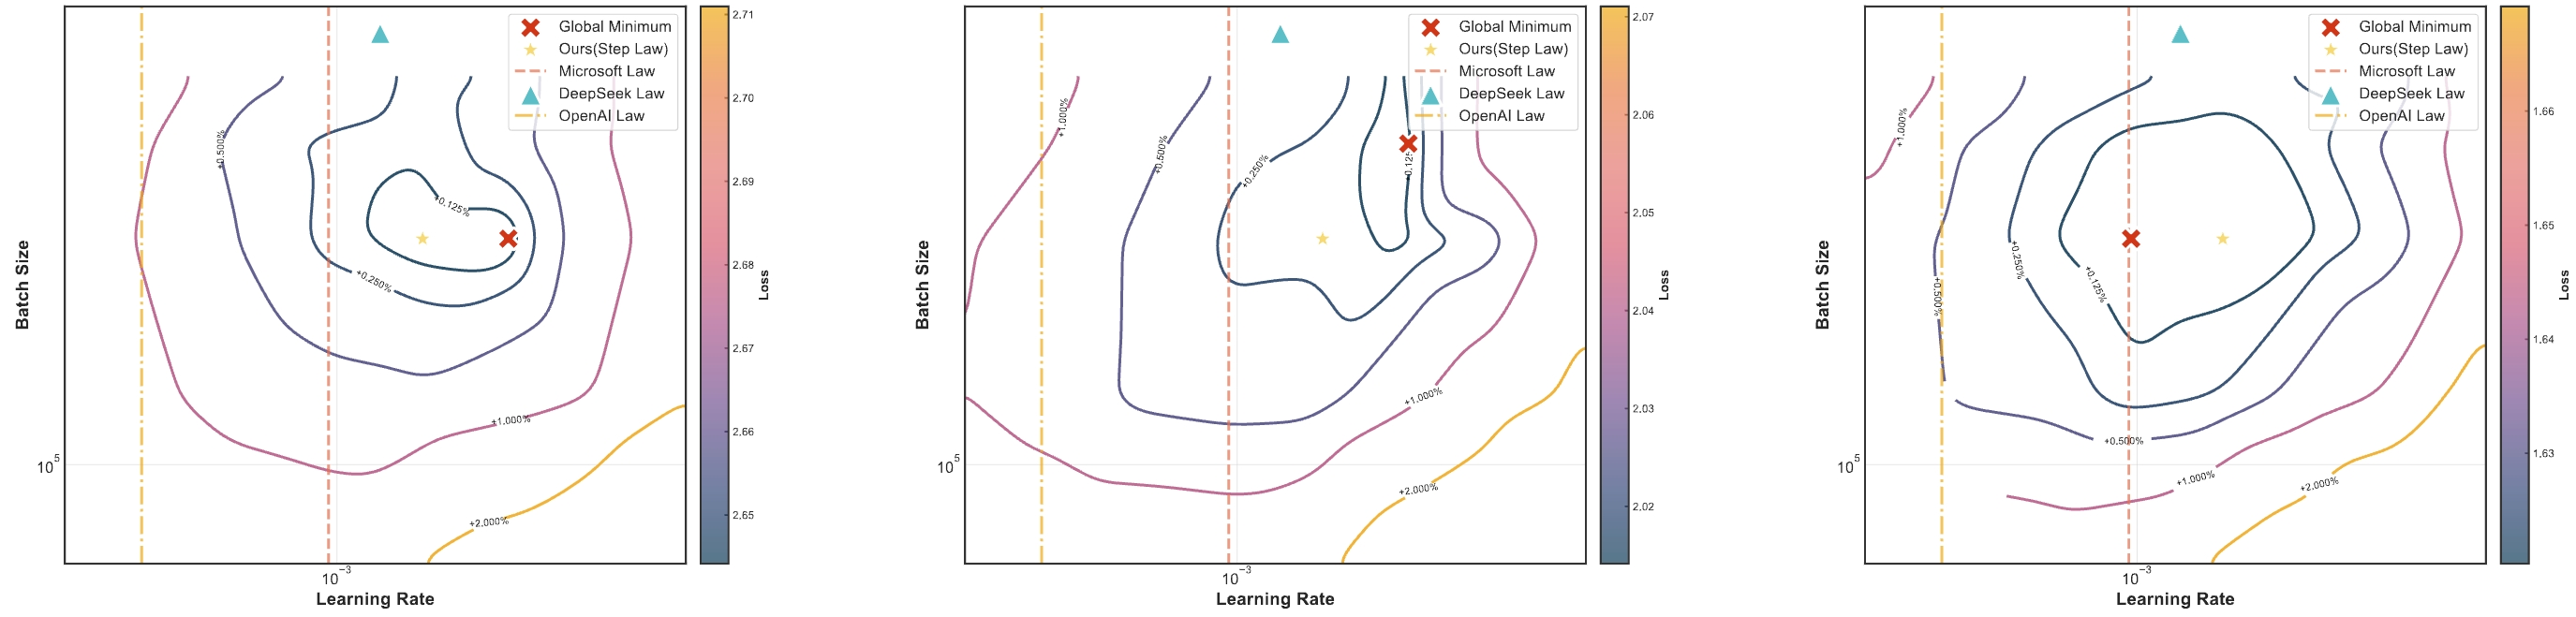 Global Minimum
Ours(Step Law)
Microsoft Law
DeepSeek Law
OpenAI Law
+0.500%
+0.125%
+0.250%
+1.000%
+2.000%
10^5
10^-3
Batch Size
Learning Rate
2.71
2.70
2.69
2.68
2.67
2.66
2.65
Loss
Global Minimum
Ours(Step Law)
Microsoft Law
DeepSeek Law
OpenAI Law
+1.000%
+0.500%
+0.250%
+0.125
+1.000%
+2.000%
10^5
10^-3
Batch Size
Learning Rate
2.07
2.06
2.05
2.04
2.03
2.02
Loss
Global Minimum
Ours(Step Law)
Microsoft Law
DeepSeek Law
OpenAI Law
+1.000%
+0.250%
+0.125%
+0.500%
+0.500%
+1.000%
+2.000%
10^5
10^-3
Batch Size
Learning Rate
1.66
1.65
1.64
1.63
Loss